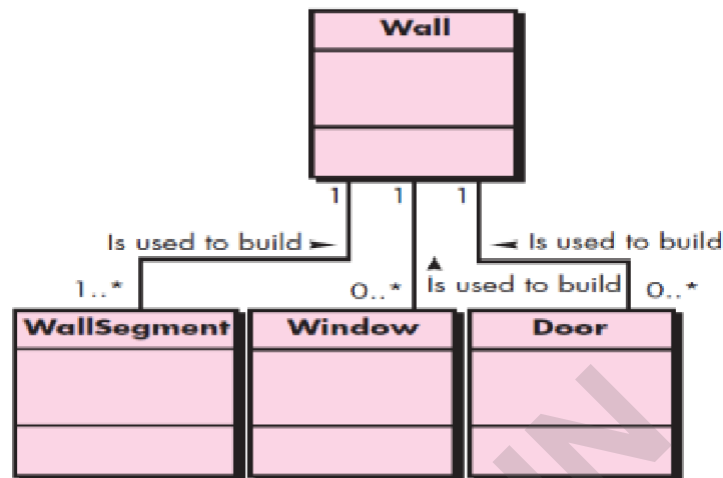 Wall
1 1 1
Is used to build ◄ Is used to build
1..* 0..* Is used to build 0..*
WallSegment Window Door
IN